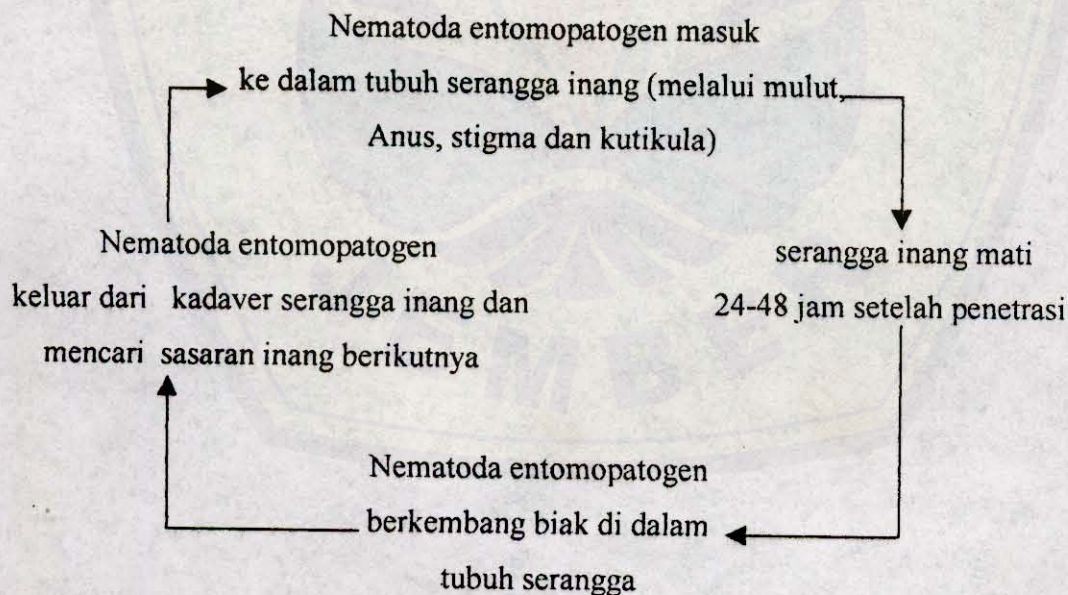 Nematoda entomopatogen masuk
ke dalam tubuh serangga inang (melalui mulut,
Anus, stigma dan kutikula)
serangga inang mati
24-48 jam setelah penetrasi
Nematoda entomopatogen
berkembang biak di dalam
tubuh serangga
Nematoda entomopatogen
keluar dari kadaver serangga inang dan
mencari sasaran inang berikutnya